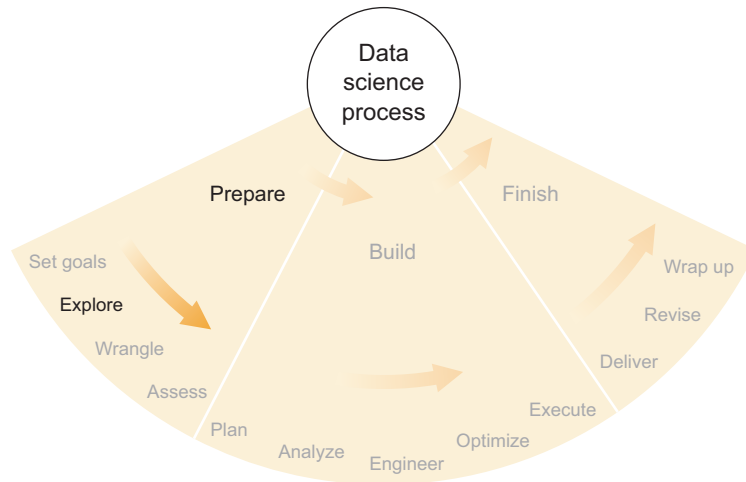 Data
science
process
Prepare
Finish
Build
Set goals
Explore
Wrangle
Assess
Plan
Analyze
Engineer
Optimize
Execute
Deliver
Revise
Wrap up